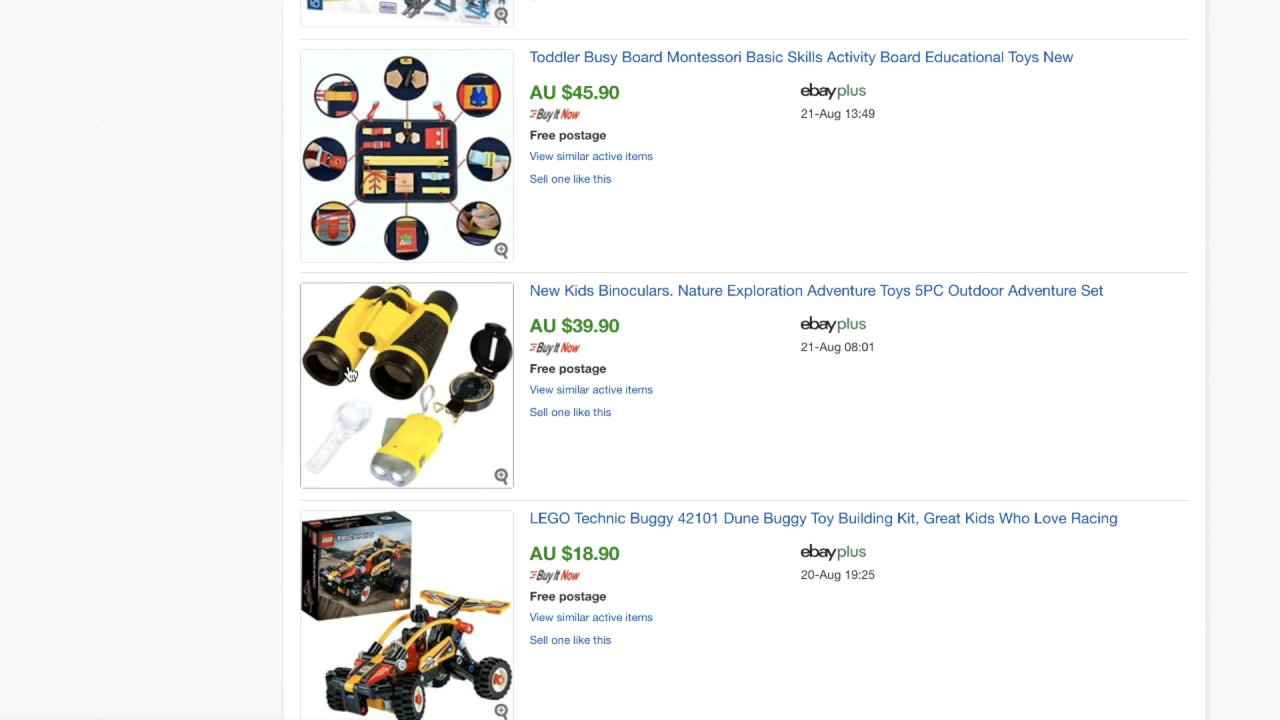 Toddler Busy Board Montessori Basic Skills Activity Board Educational Toys New
AU $45.90
ebayplus
Buy It Now
21-Aug 13:49
Free postage
View similar active items
Sell one like this
New Kids Binoculars. Nature Exploration Adventure Toys 5PC Outdoor Adventure Set
AU $39.90
ebayplus
Buy It Now
21-Aug 08:01
Free postage
View similar active items
Sell one like this
LEGO Technic Buggy 42101 Dune Buggy Toy Building Kit, Great Kids Who Love Racing
AU $18.90
ebayplus
Buy It Now
20-Aug 19:25
Free postage
View similar active items
Sell one like this
LEGO
TECHNIC